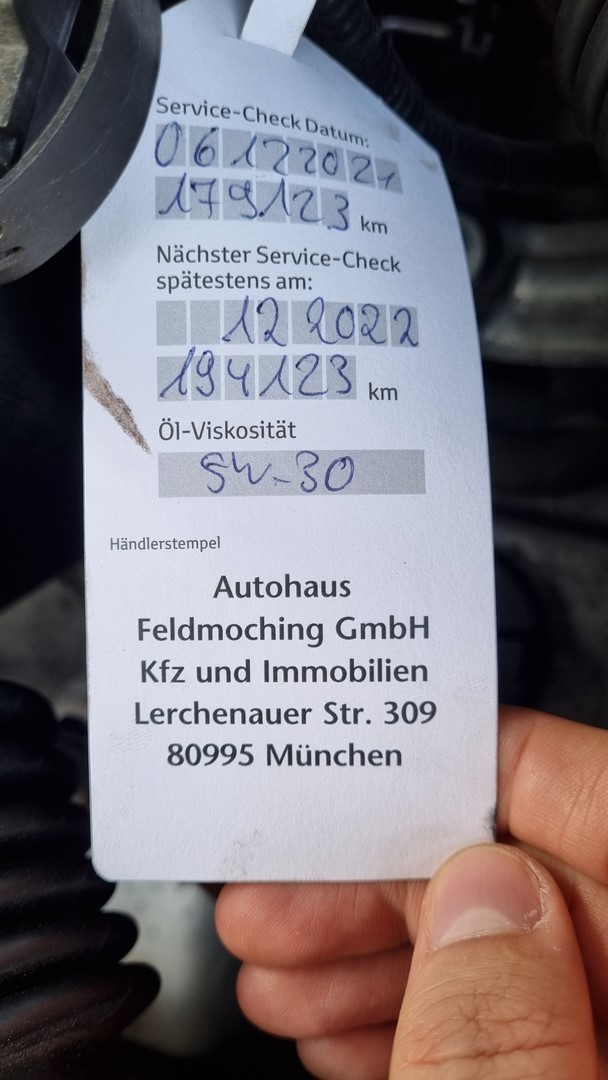 Service-Check Datum:
06122021
179123 km
Nächster Service-Check
spätestens am:
12 2022
194123 km
Öl-Viskosität
5W-30
Händlerstempel
Autohaus
Feldmoching GmbH
Kfz und Immobilien
Lerchenauer Str. 309
80995 München